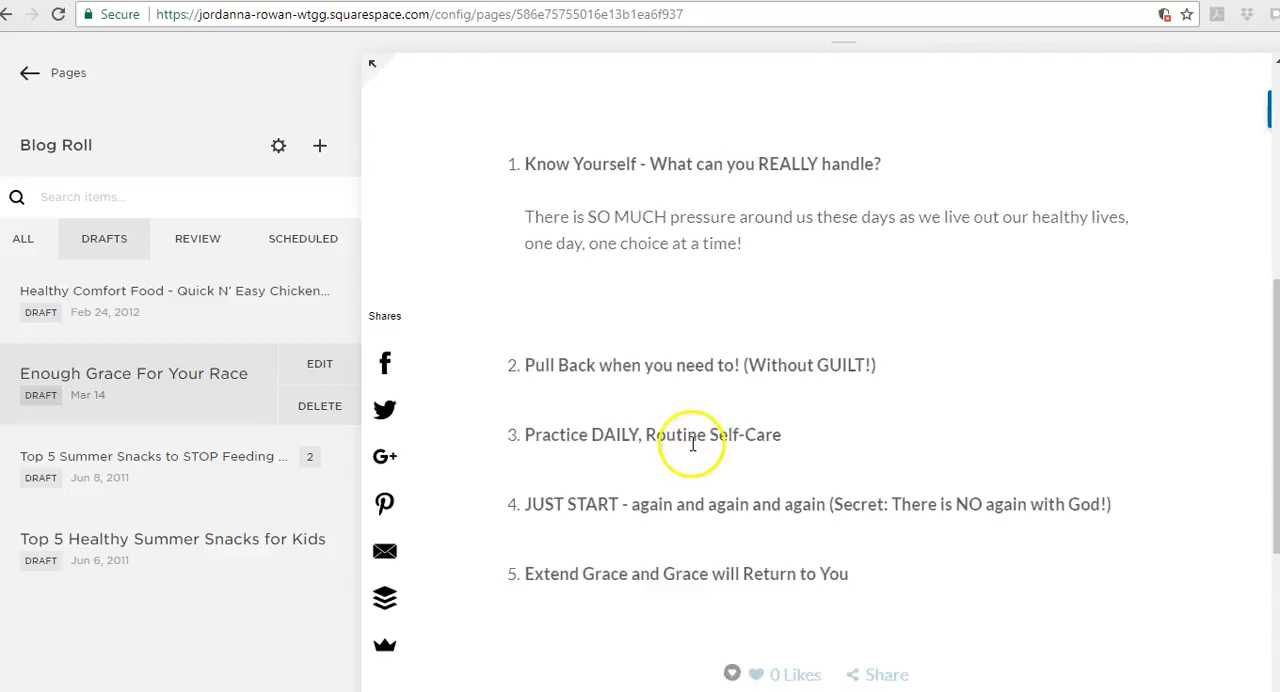 Secure
https://jordanna-rowan-wtgg.squarespace.com/config/pages/586e75755016e13b1ea6f937
Pages
Blog Roll
Search items...
ALL DRAFTS REVIEW SCHEDULED
Healthy Comfort Food - Quick N' Easy Chicken...
DRAFT Feb 24, 2012
Enough Grace For Your Race
DRAFT Mar 14
EDIT
DELETE
Top 5 Summer Snacks to STOP Feeding ... 2
DRAFT Jun 8, 2011
Top 5 Healthy Summer Snacks for Kids
DRAFT Jun 6, 2011
Shares
G+
1. Know Yourself - What can you REALLY handle?
There is SO MUCH pressure around us these days as we live out our healthy lives,
one day, one choice at a time!
2. Pull Back when you need to! (Without GUILT!)
3. Practice DAILY, Routine Self-Care
4. JUST START - again and again and again (Secret: There is NO again with God!)
5. Extend Grace and Grace will Return to You
0 Likes Share